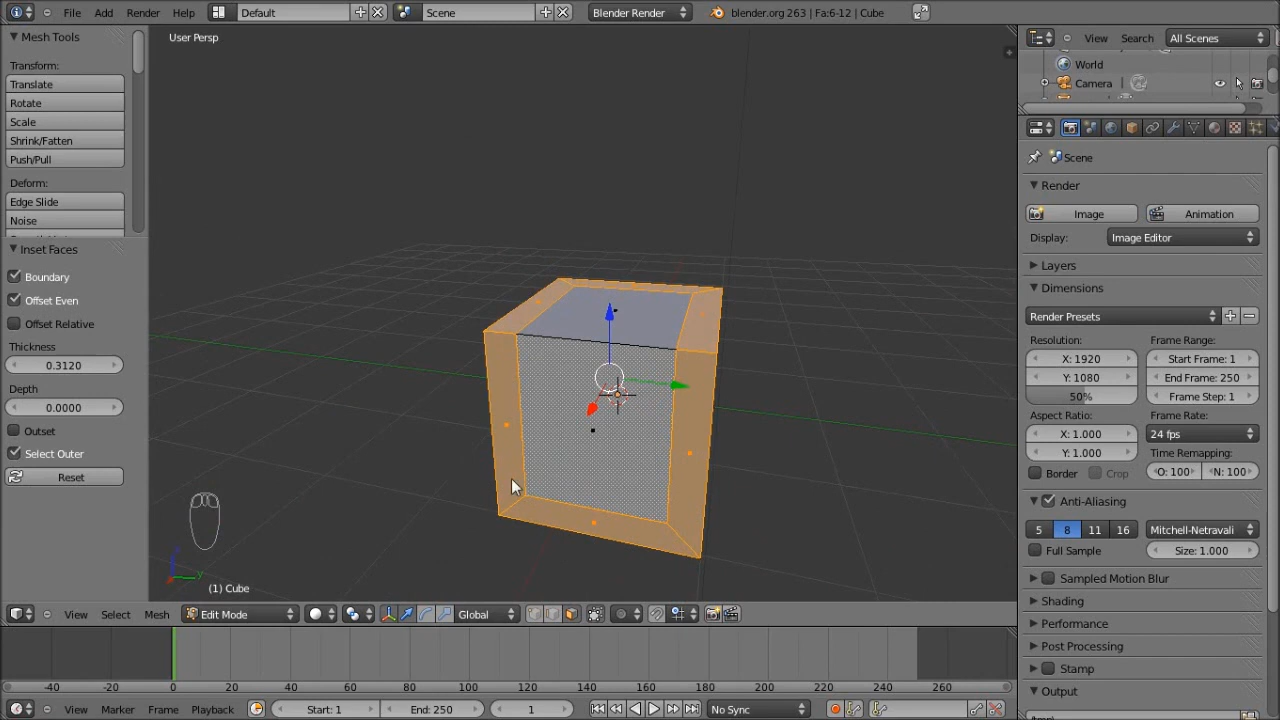 File Add Render Help Default Scene Blender Render blender.org 263 | Fa:6-12 | Cube
Mesh Tools
Transform:
Translate
Rotate
Scale
Shrink/Fatten
Push/Pull
Deform:
Edge Slide
Noise
Inset Faces
Boundary
Offset Even
Offset Relative
Thickness
0.3120
Depth
0.0000
Outset
Select Outer
Reset
User Persp
(1) Cube
View Select Mesh Edit Mode Global
-40 -20 0 20 40 60 80 100 120 140 160 180 200 220 240 260
View Marker Frame Playback Start: 1 End: 250 1 No Sync
View Search All Scenes
World
Camera
Scene
Render
Image Animation
Display: Image Editor
Layers
Dimensions
Render Presets
Resolution: Frame Range:
X: 1920 Start Frame: 1
Y: 1080 End Frame: 250
50% Frame Step: 1
Aspect Ratio: Frame Rate:
X: 1.000 24 fps
Y: 1.000 Time Remapping:
Border Crop O: 100 N: 100
Anti-Aliasing
5 8 11 16 Mitchell-Netravali
Full Sample Size: 1.000
Sampled Motion Blur
Shading
Performance
Post Processing
Stamp
Output